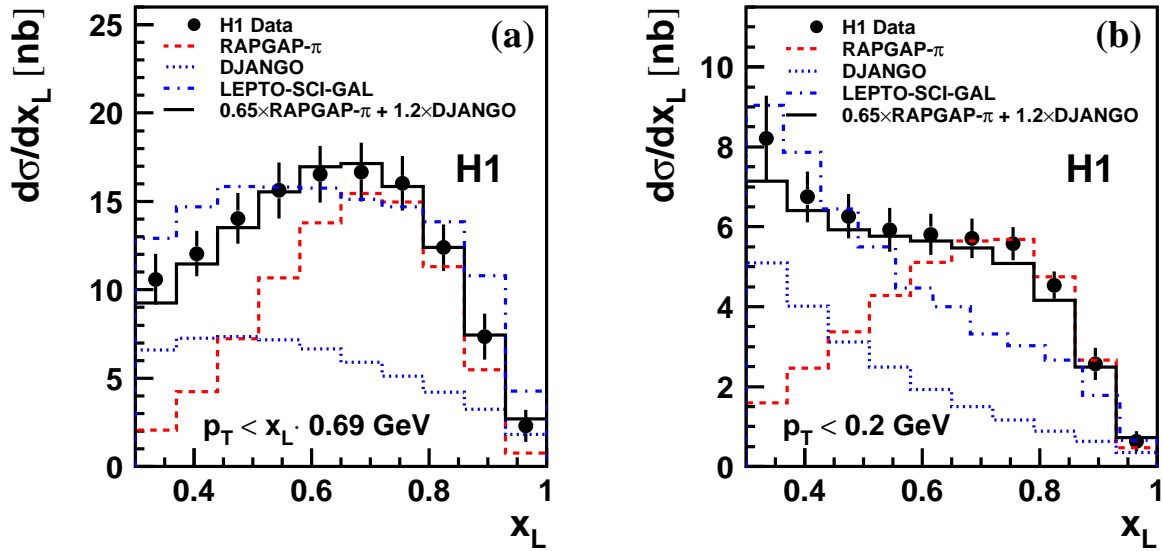 dσ/dx_L [nb]
25
20
15
10
5
0
(a)
H1 Data
RAPGAP-π
DJANGO
LEPTO-SCI-GAL
0.65×RAPGAP-π + 1.2×DJANGO
H1
p_T < x_L· 0.69 GeV
0.4 0.6 0.8 1
x_L
dσ/dx_L [nb]
10
8
6
4
2
0
(b)
H1 Data
RAPGAP-π
DJANGO
LEPTO-SCI-GAL
0.65×RAPGAP-π + 1.2×DJANGO
H1
p_T < 0.2 GeV
0.4 0.6 0.8 1
x_L